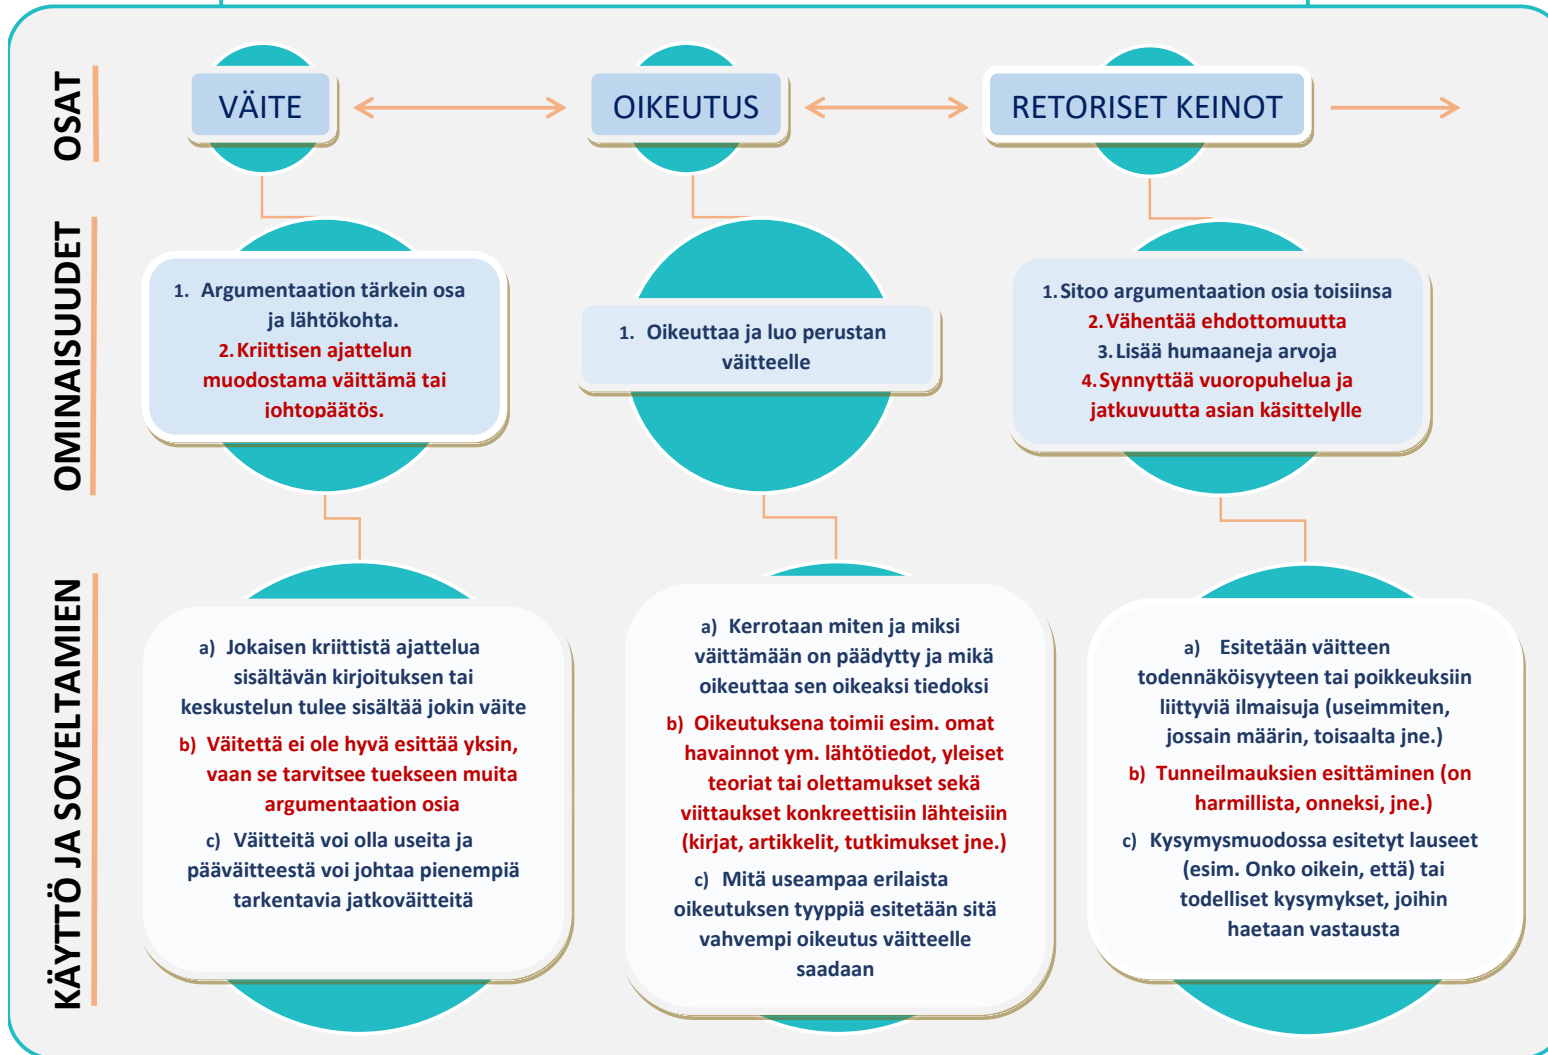 OSAT
VÄITE
OIKEUTUS
RETORISET KEINOT
OMINAISUUDET
1. Argumentaation tärkein osa
ja lähtökohta.
2. Kriittisen ajattelun
muodostama väittämä tai
johtopäätös.
1. Oikeuttaa ja luo perustan
väitteelle
1. Sitoo argumentaation osia toisiinsa
2. Vähentää ehdottomuutta
3. Lisää humaaneja arvoja
4. Synnyttää vuoropuhelua ja
jatkuvuutta asian käsittelylle
KÄYTTÖ JA SOVELTAMIEN
a) Jokaisen kriittistä ajattelua
sisältävän kirjoituksen tai
keskustelun tulee sisältää jokin väite
b) Väitettä ei ole hyvä esittää yksin,
vaan se tarvitsee tuekseen muita
argumentaation osia
c) Väitteitä voi olla useita ja
pääväitteestä voi johtaa pienempiä
tarkentavia jatkoväitteitä
a) Kerrotaan miten ja miksi
väittämään on päädytty ja mikä
oikeuttaa sen oikeaksi tiedoksi
b) Oikeutuksena toimii esim. omat
havainnot ym. lähtötiedot, yleiset
teoriat tai olettamukset sekä
viittaukset konkreettisiin lähteisiin
(kirjat, artikkelit, tutkimukset jne.)
c) Mitä useampaa erilaista
oikeutuksen tyyppiä esitetään sitä
vahvempi oikeutus väitteelle
saadaan
a) Esitetään väitteen
todennäköisyyteen tai poikkeuksiin
liittyviä ilmaisuja (useimmiten,
jossain määrin, toisaalta jne.)
b) Tunneilmauksien esittäminen (on
harmillista, onneksi, jne.)
c) Kysymysmuodossa esitetyt lauseet
(esim. Onko oikein, että) tai
todelliset kysymykset, joihin
haetaan vastausta